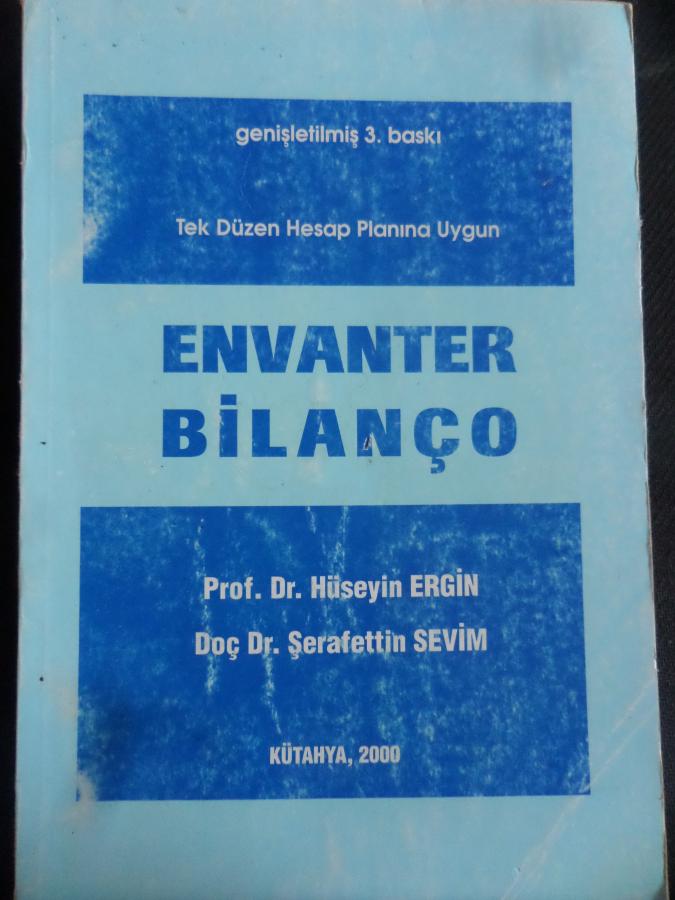 genişletilmiş 3. baskı
Tek Düzen Hesap Planına Uygun
ENVANTER
BİLANÇO
Prof. Dr. Hüseyin ERGİN
Doç Dr. Şerafettin SEVİM
KÜTAHYA, 2000